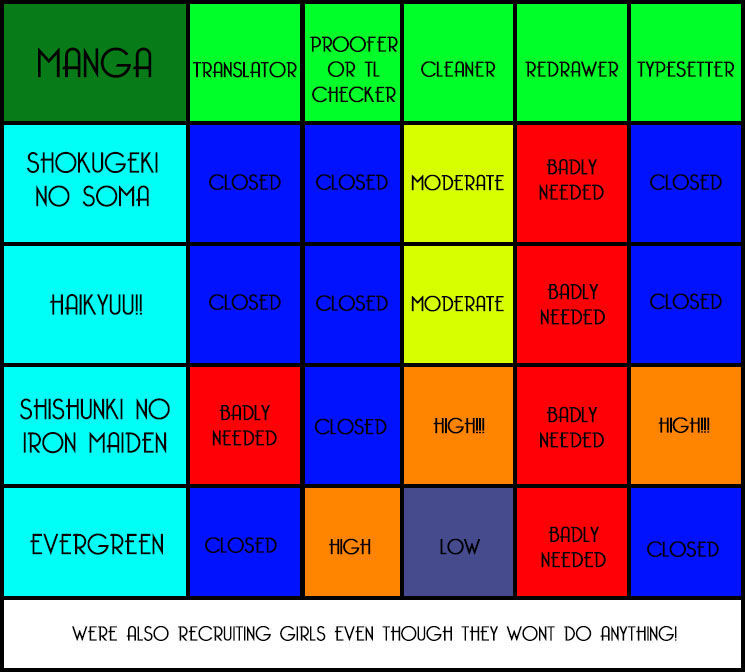 MANGA
TRANSLATOR
PROOFER
OR TL
CHECKER
CLEANER
REDRAWER
TYPESETTER
SHOKUGEKI
NO SOMA
CLOSED
CLOSED
MODERATE
BADLY
NEEDED
CLOSED
HAIKYUU!!
CLOSED
CLOSED
MODERATE
BADLY
NEEDED
CLOSED
SHISHUNKI NO
IRON MAIDEN
BADLY
NEEDED
CLOSED
HIGH!!!
BADLY
NEEDED
HIGH!!!
EVERGREEN
CLOSED
HIGH
LOW
BADLY
NEEDED
CLOSED
WERE ALSO RECRUITING GIRLS EVEN THOUGH THEY WONT DO ANYTHING!